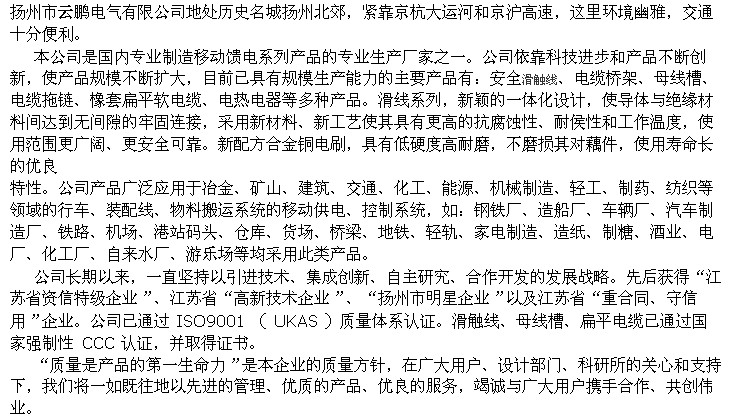 扬州市云鹏电气有限公司地处历史名城扬州北郊，紧靠京杭大运河和京沪高速，这里环境幽雅，交通
十分便利。
本公司是国内专业制造移动馈电系列产品的专业生产厂家之一。公司依靠科技进步和产品不断创
新，使产品规模不断扩大，目前已具有规模生产能力的主要产品有：安全滑触线、电缆桥架、母线槽、
电缆拖链、橡套扁平软电缆、电热电器等多种产品。滑线系列，新颖的一体化设计，使导体与绝缘材
料间达到无间隙的牢固连接，采用新材料、新工艺使其具有更高的抗腐蚀性、耐侯性和工作温度，使
用范围更广阔、更安全可靠。新配方合金铜电刷，具有低硬度高耐磨，不磨损其对藕件，使用寿命长
的优良
特性。公司产品广泛应用于冶金、矿山、建筑、交通、化工、能源、机械制造、轻工、制药、纺织等
领域的行车、装配线、物料搬运系统的移动供电、控制系统，如：钢铁厂、造船厂、车辆厂、汽车制
造厂、铁路、机场、港站码头、仓库、货场、桥梁、地铁、轻轨、家电制造、造纸、制糖、酒业、电
厂、化工厂、自来水厂、游乐场等均采用此类产品。
公司长期以来，一直坚持以引进技术、集成创新、自主研究、合作开发的发展战略。先后获得“江
苏省资信特级企业 ”、江苏省“高新技术企业 ”、“扬州市明星企业 ”以及江苏省“重合同、守信
用 ”企业。公司已通过 ISO9001 （ UKAS ）质量体系认证。滑触线、母线槽、扁平电缆已通过国
家强制性 CCC 认证，并取得证书。
“质量是产品的第一生命力 ”是本企业的质量方针，在广大用户、设计部门、科研所的关心和支持
下，我们将一如既往地以先进的管理、优质的产品、优良的服务，竭诚与广大用户携手合作、共创伟
业。